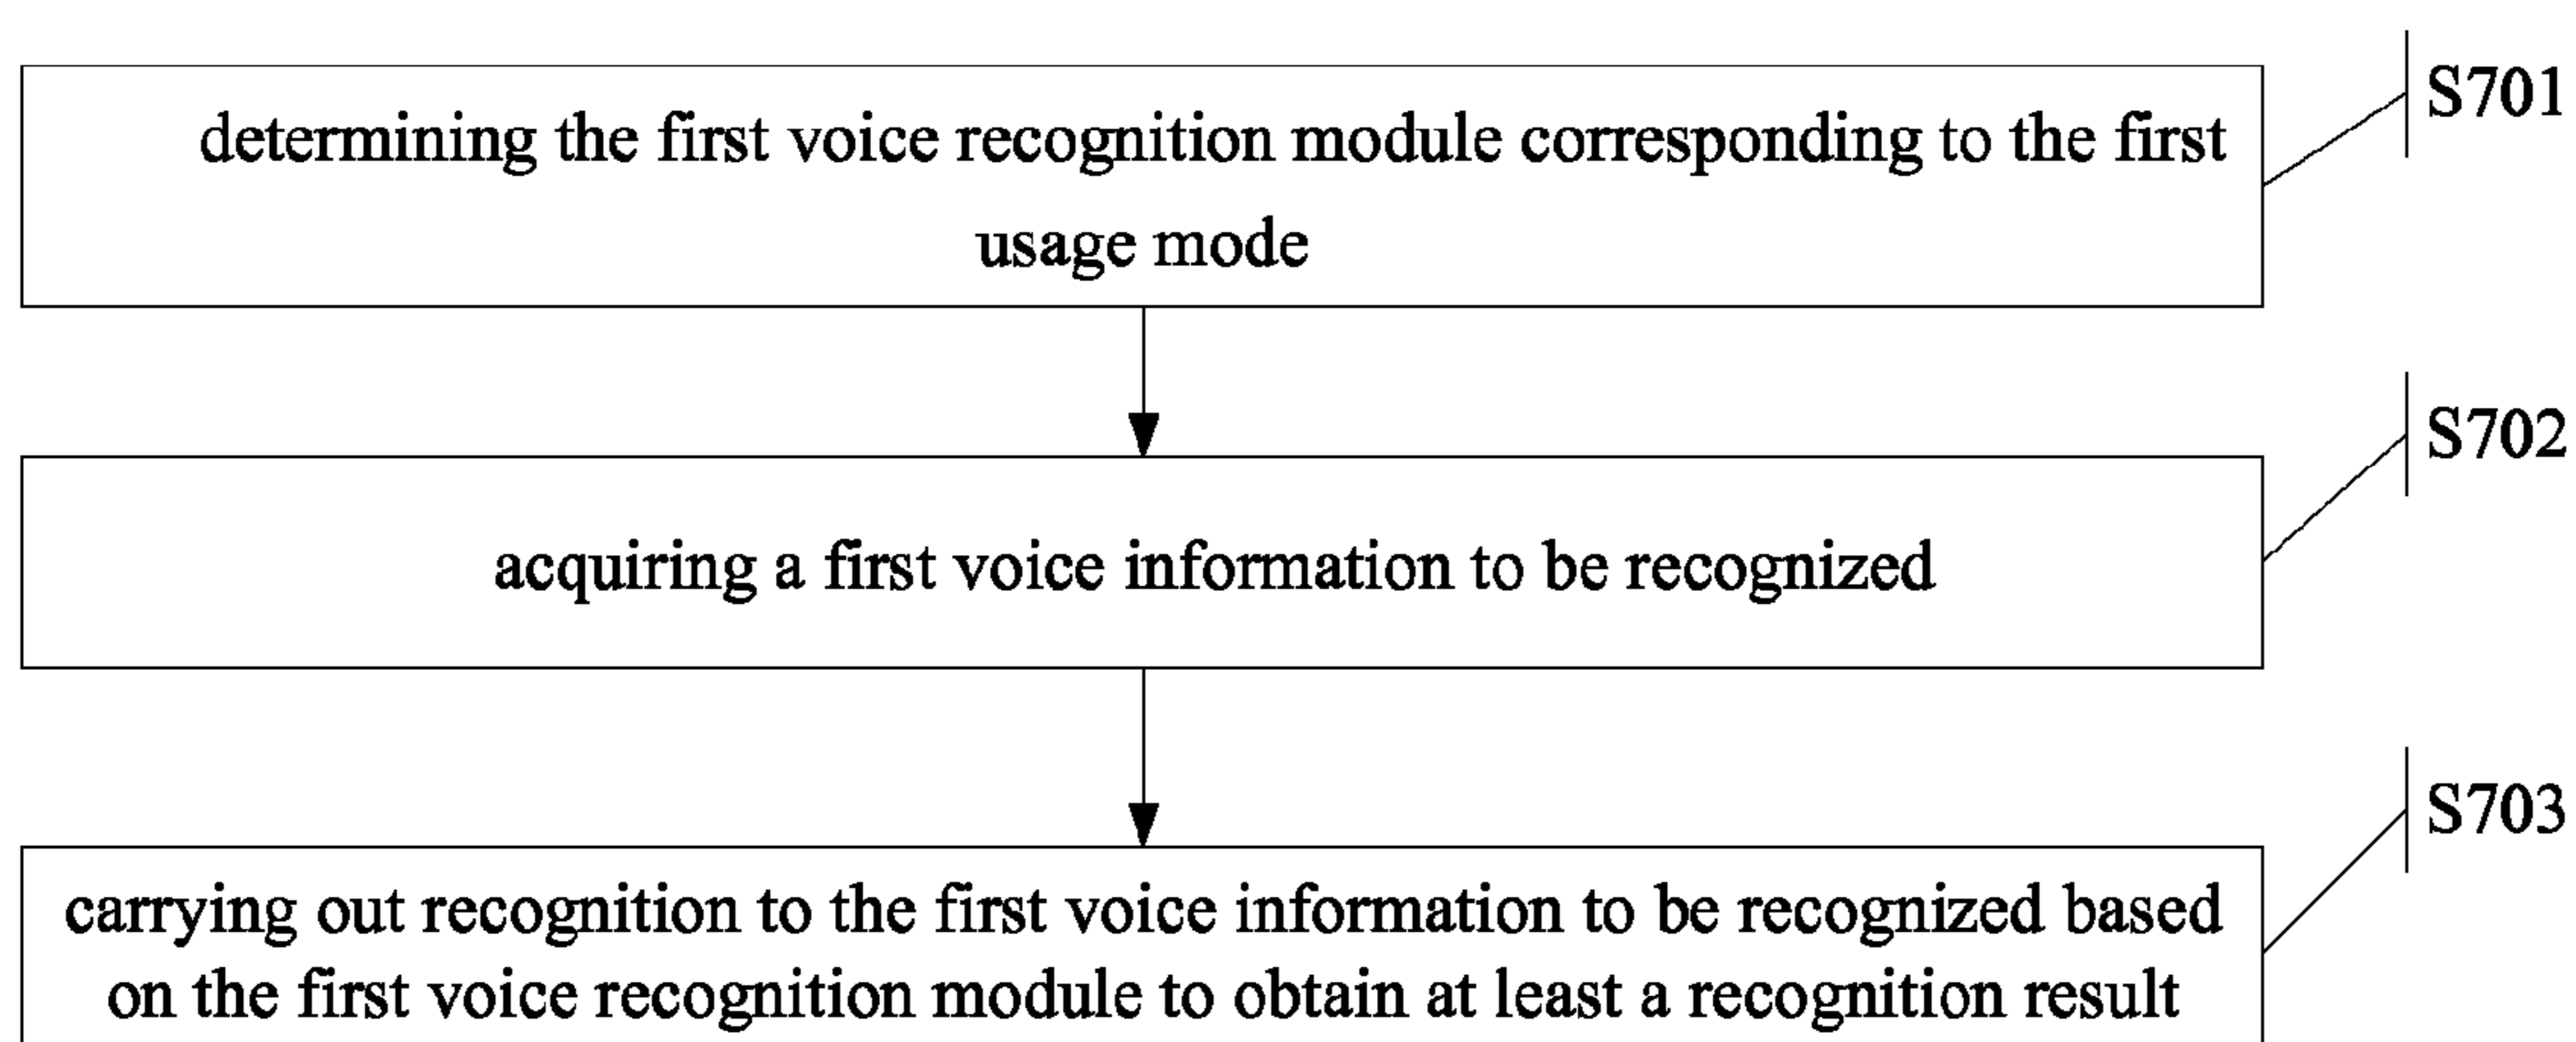 determining the first voice recognition module corresponding to the first
usage mode
S701
acquiring a first voice information to be recognized
S702
carrying out recognition to the first voice information to be recognized based
on the first voice recognition module to obtain at least a recognition result
S703